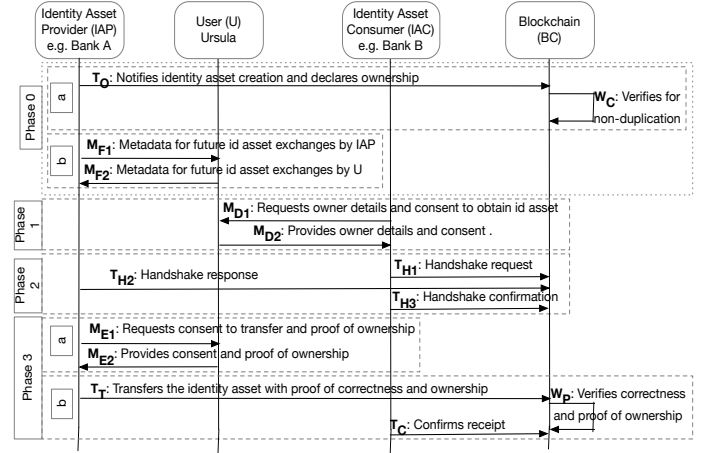 Identity Asset
Provider (IAP)
e.g. Bank A
User (U)
Ursula
Identity Asset
Consumer (IAC)
e.g. Bank B
Blockchain
(BC)
Phase 0
a
TO: Notifies identity asset creation and declares ownership
WC: Verifies for
non-duplication
b
MF1: Metadata for future id asset exchanges by IAP
MF2: Metadata for future id asset exchanges by U
Phase
1
MD1: Requests owner details and consent to obtain id asset
MD2: Provides owner details and consent .
Phase
2
TH1: Handshake request
TH2: Handshake response
TH3: Handshake confirmation
Phase 3
a
ME1: Requests consent to transfer and proof of ownership
ME2: Provides consent and proof of ownership
b
TT: Transfers the identity asset with proof of correctness and ownership
WP: Verifies correctness
and proof of ownership
TC: Confirms receipt